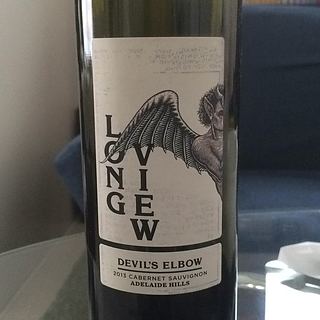 LONG
VIEW
DEVIL'S ELBOW
2013 CABERNET SAUVIGNON
ADELAIDE HILLS